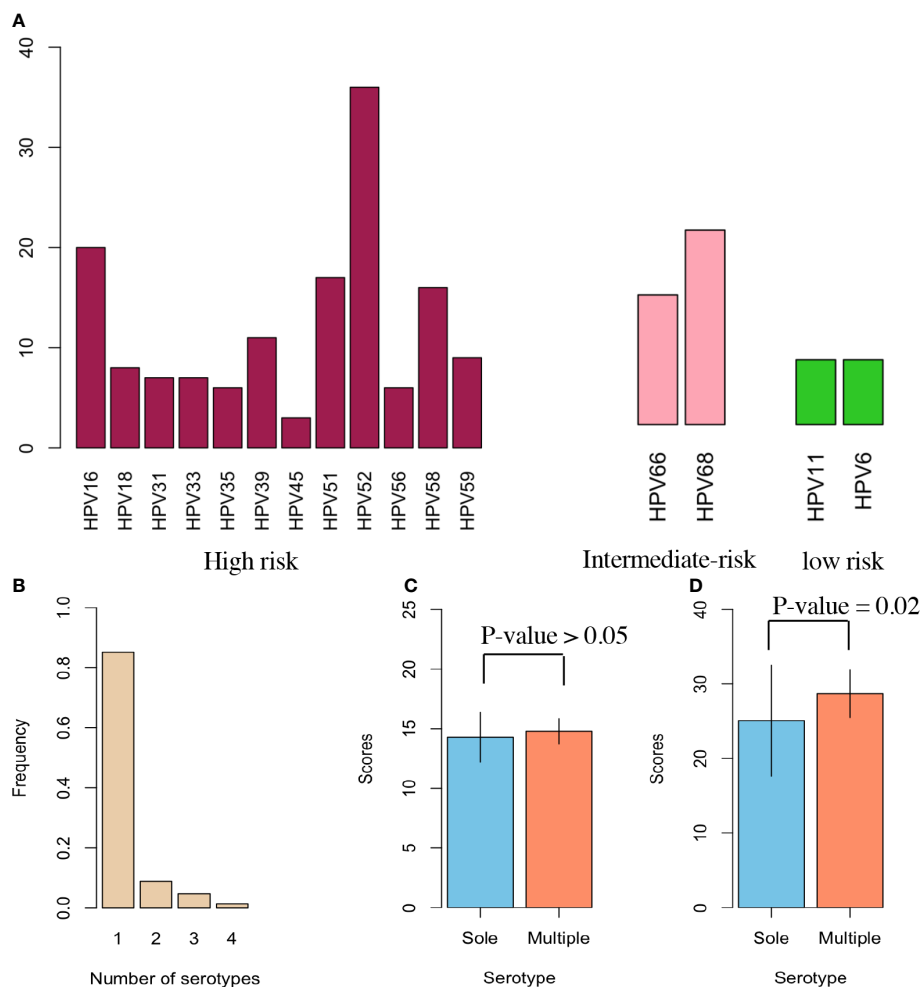 A
40
30
20
10
0
HPV16
HPV18
HPV31
HPV33
HPV35
HPV39
HPV45
HPV51
HPV52
HPV56
HPV58
HPV59
HPV66
HPV68
HPV11
HPV6
High risk
Intermediate-risk
low risk
B
Frequency
1.0
0.8
0.6
0.4
0.2
0.0
1 2 3 4
Number of serotypes
C
P-value > 0.05
Scores
25
20
15
10
5
0
Sole Multiple
Serotype
D
P-value = 0.02
Scores
40
30
20
10
0
Sole Multiple
Serotype